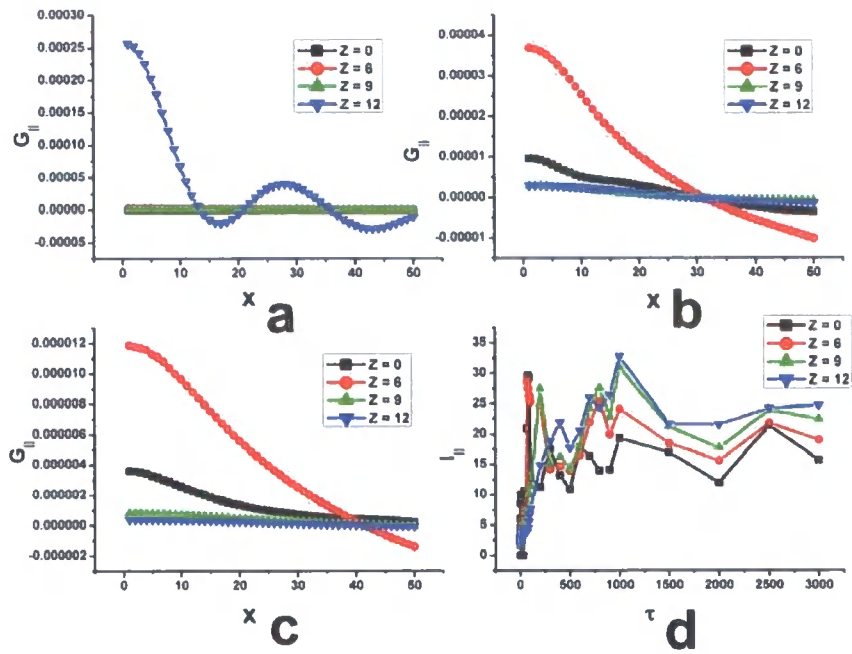 0.00030
0.00025
0.00020
0.00015
0.00010
0.00005
0.00000
-0.00005
G||
0 10 20 30 40 50
x
a
Z = 0
Z = 6
Z = 9
Z = 12
0.00004
0.00003
0.00002
0.00001
0.00000
-0.00001
G||
0 10 20 30 40 50
x
b
Z = 0
Z = 6
Z = 9
Z = 12
0.000012
0.000010
0.000008
0.000006
0.000004
0.000002
0.000000
-0.000002
G||
0 10 20 30 40 50
x
c
Z = 0
Z = 6
Z = 9
Z = 12
35
30
25
20
15
10
5
0
l||
0 500 1000 1500 2000 2500 3000
τ
d
Z = 0
Z = 6
Z = 9
Z = 12